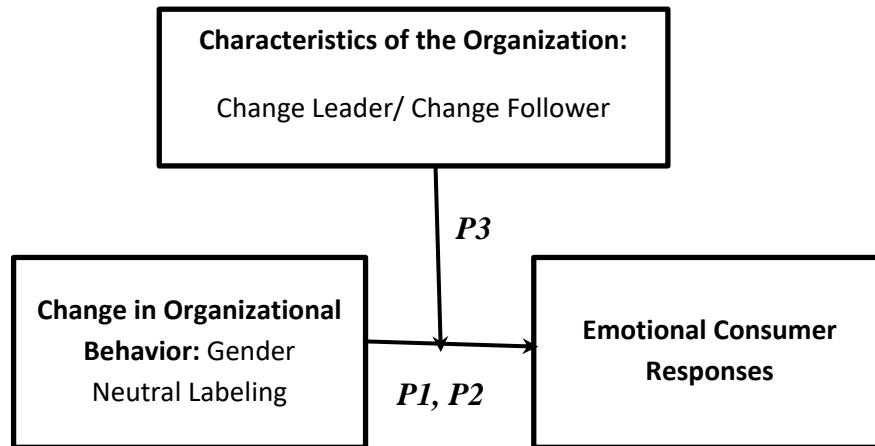 Characteristics of the Organization:
Change Leader/ Change Follower
P3
Change in Organizational
Behavior: Gender
Neutral Labeling
Emotional Consumer
Responses
P1, P2